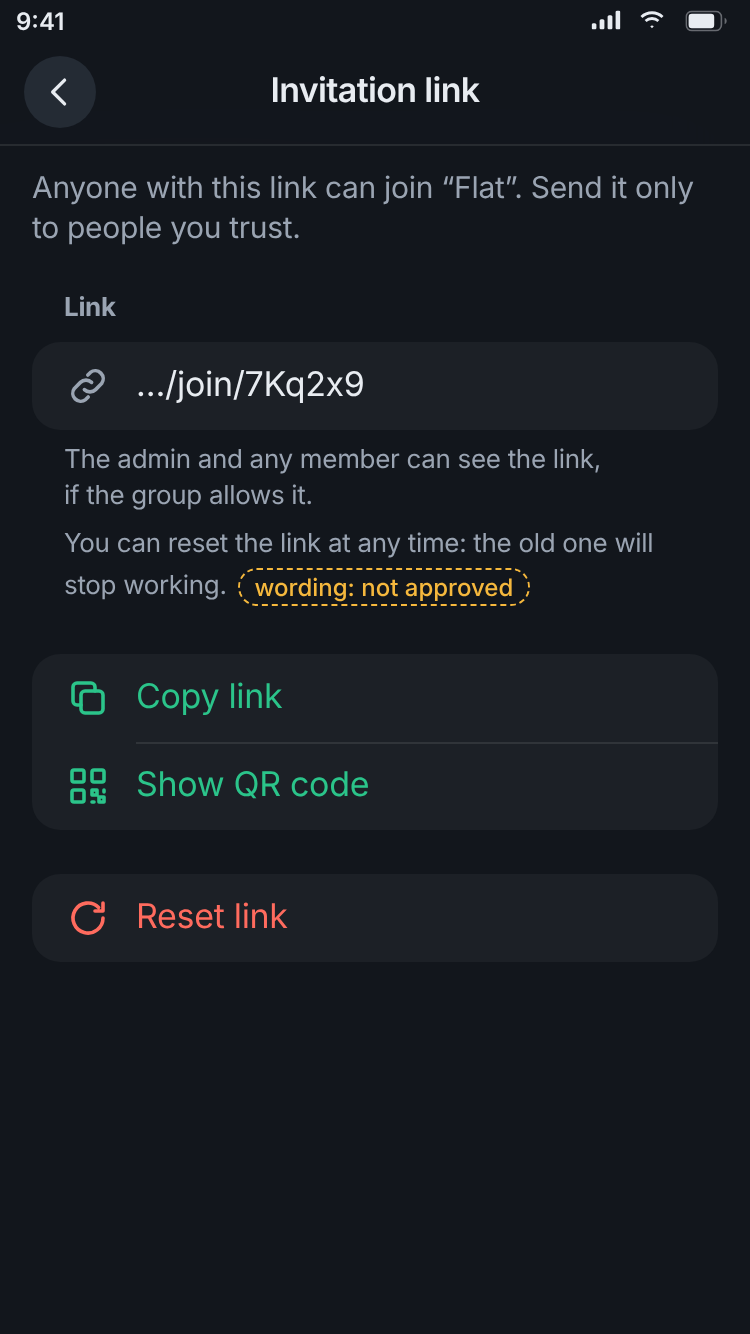 9:41
Invitation link
Anyone with this link can join “Flat”. Send it only
to people you trust.
Link
.../join/7Kq2x9
The admin and any member can see the link,
if the group allows it.
You can reset the link at any time: the old one will
stop working. wording: not approved
Copy link
Show QR code
Reset link